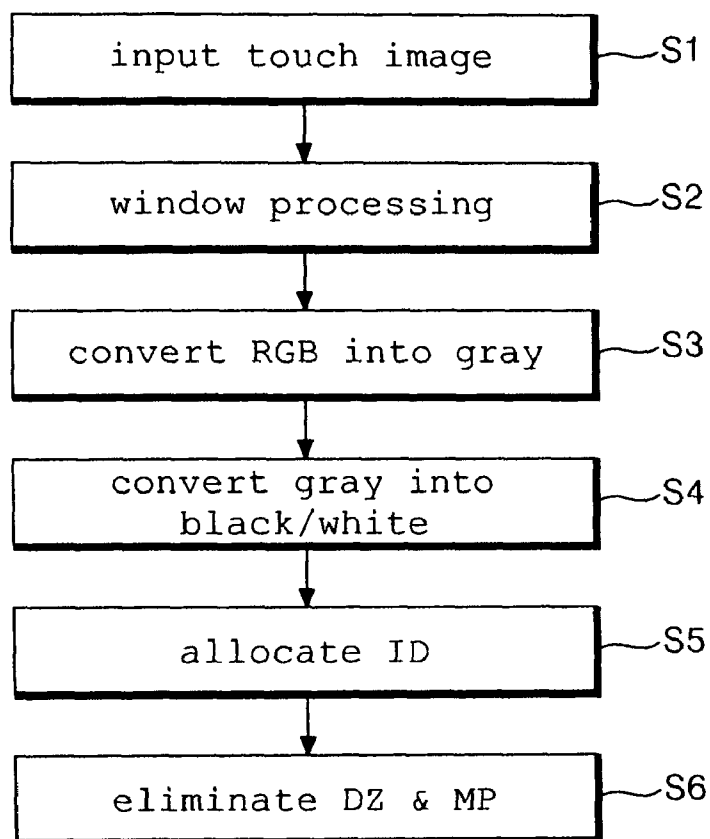 input touch image S1
window processing S2
convert RGB into gray S3
convert gray into
black/white S4
allocate ID S5
eliminate DZ & MP S6